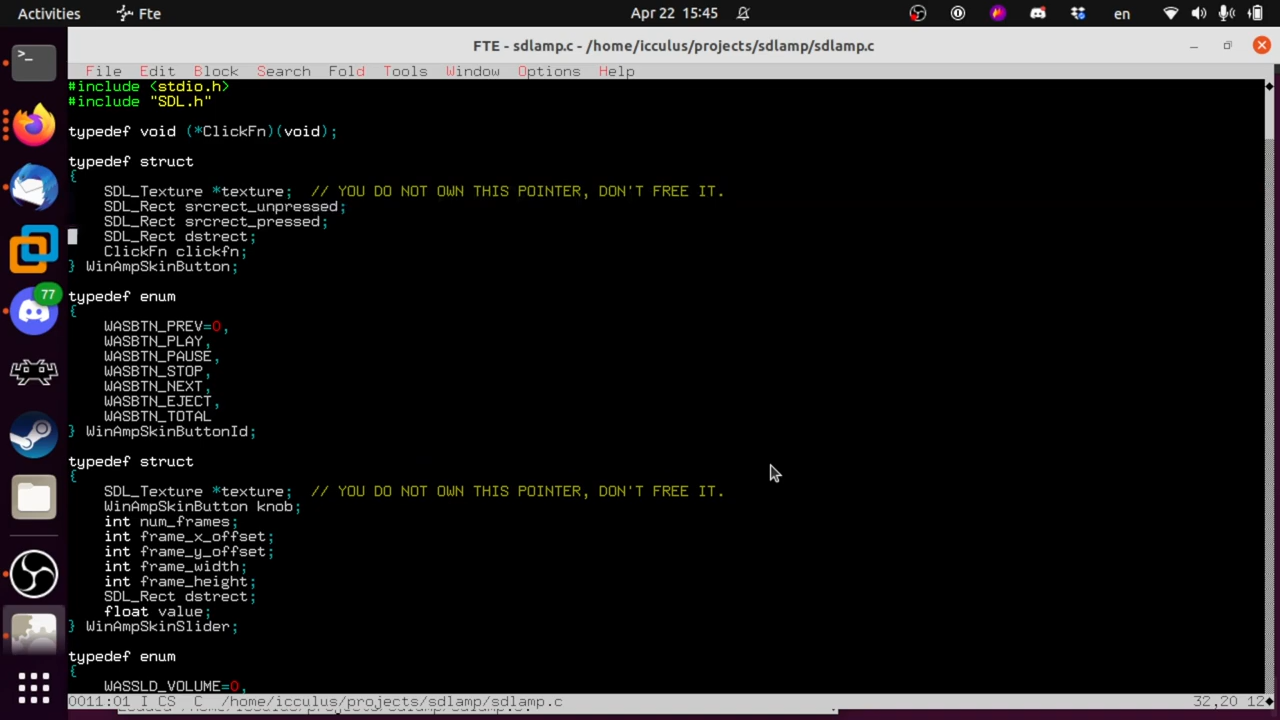 Activities Fte Apr 22 15:45 en
FTE - sdlamp.c - /home/icculus/projects/sdlamp/sdlamp.c
File Edit Block Search Fold Tools Window Options Help
#include <stdio.h>
#include "SDL.h"
typedef void (*ClickFn)(void);
typedef struct
{
SDL_Texture *texture; // YOU DO NOT OWN THIS POINTER, DON'T FREE IT.
SDL_Rect srcrect_unpressed;
SDL_Rect srcrect_pressed;
SDL_Rect dstrect;
ClickFn clickfn;
} WinAmpSkinButton;
typedef enum
{
WASBTN_PREV=0,
WASBTN_PLAY,
WASBTN_PAUSE,
WASBTN_STOP,
WASBTN_NEXT,
WASBTN_EJECT,
WASBTN_TOTAL
} WinAmpSkinButtonId;
typedef struct
{
SDL_Texture *texture; // YOU DO NOT OWN THIS POINTER, DON'T FREE IT.
WinAmpSkinButton knob;
int num_frames;
int frame_x_offset;
int frame_y_offset;
int frame_width;
int frame_height;
SDL_Rect dstrect;
float value;
} WinAmpSkinSlider;
typedef enum
{
WASSLD_VOLUME=0,
0011:01 I CS C /home/icculus/projects/sdlamp/sdlamp.c 32,20 12
77